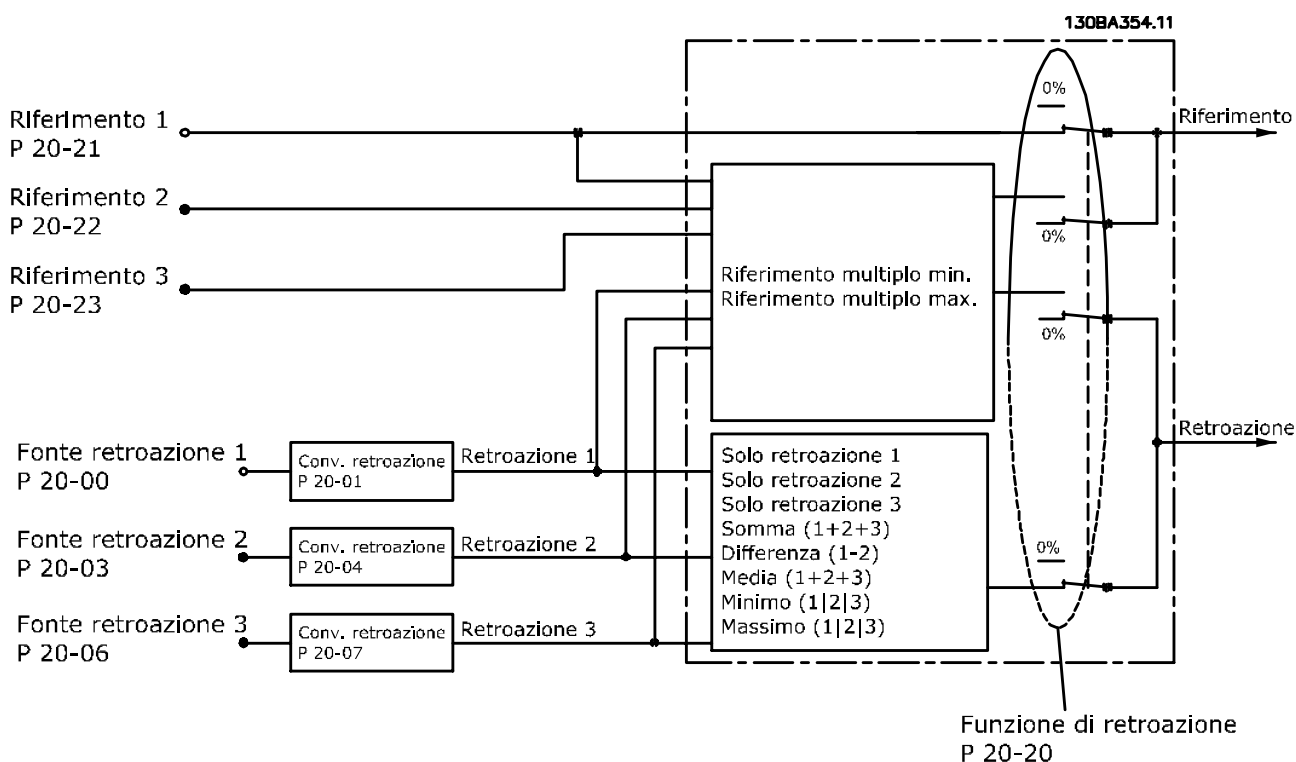 130BA354.11
0%
Riferimento 1
P 20-21
Riferimento
Riferimento 2
P 20-22
0%
Riferimento 3
P 20-23
Riferimento multiplo min.
Riferimento multiplo max.
0%
Retroazione
Fonte retroazione 1
P 20-00
Conv. retroazione
P 20-01
Retroazione 1
Solo retroazione 1
Solo retroazione 2
Solo retroazione 3
Somma (1+2+3)
Differenza (1-2)
Media (1+2+3)
Minimo (1|2|3)
Massimo (1|2|3)
0%
Fonte retroazione 2
P 20-03
Conv. retroazione
P 20-04
Retroazione 2
Fonte retroazione 3
P 20-06
Conv. retroazione
P 20-07
Retroazione 3
Funzione di retroazione
P 20-20